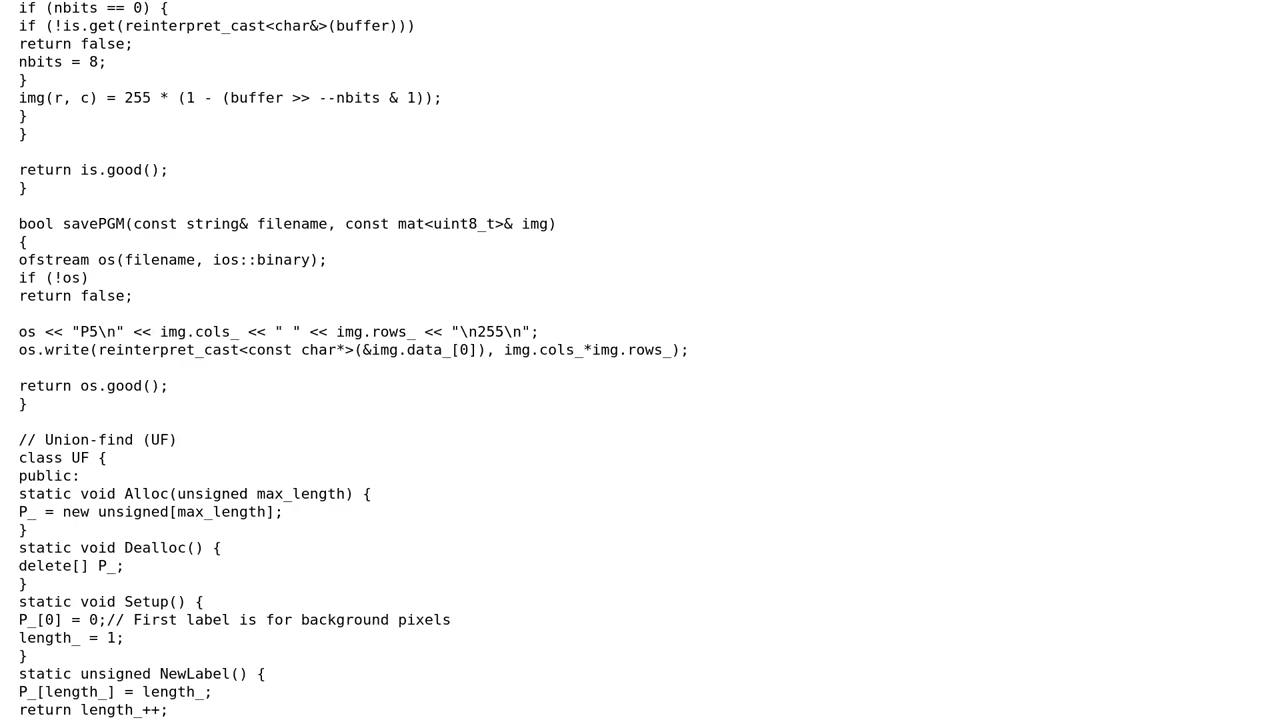 if (nbits == 0) {
if (!is.get(reinterpret_cast<char&>(buffer)))
return false;
nbits = 8;
}
img(r, c) = 255 * (1 - (buffer >> --nbits & 1));
}
}

return is.good();
}

bool savePGM(const string& filename, const mat<uint8_t>& img)
{
ofstream os(filename, ios::binary);
if (!os)
return false;

os << "P5\n" << img.cols_ << " " << img.rows_ << "\n255\n";
os.write(reinterpret_cast<const char*>(&img.data_[0]), img.cols_*img.rows_);

return os.good();
}

// Union-find (UF)
class UF {
public:
static void Alloc(unsigned max_length) {
P_ = new unsigned[max_length];
}
static void Dealloc() {
delete[] P_;
}
static void Setup() {
P_[0] = 0;// First label is for background pixels
length_ = 1;
}
static unsigned NewLabel() {
P_[length_] = length_;
return length_++;